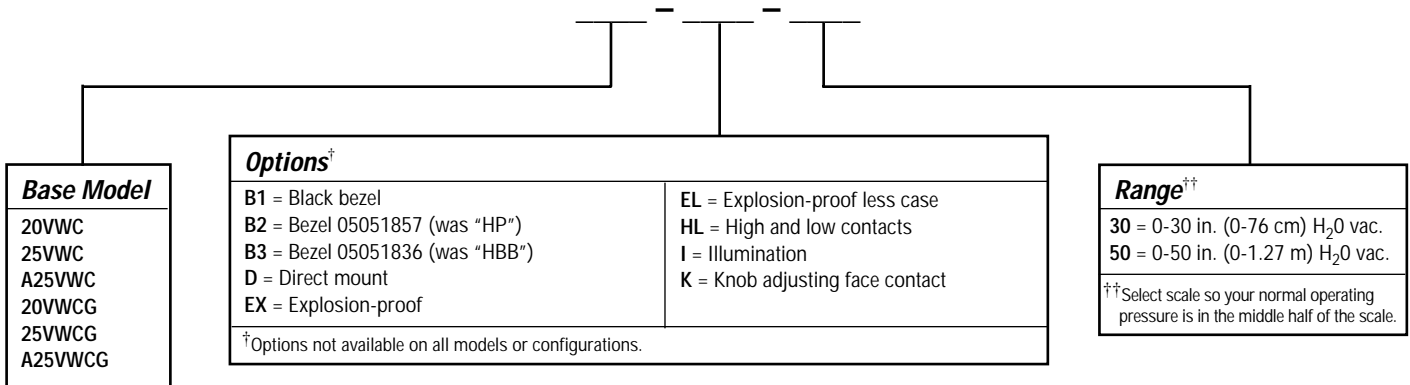 ____ - ____ - ____
Base Model
20VWC
25VWC
A25VWC
20VWCG
25VWCG
A25VWCG
Options†
B1 = Black bezel
B2 = Bezel 05051857 (was "HP")
B3 = Bezel 05051836 (was "HBB")
D = Direct mount
EX = Explosion-proof
EL = Explosion-proof less case
HL = High and low contacts
I = Illumination
K = Knob adjusting face contact
†Options not available on all models or configurations.
Range††
30 = 0-30 in. (0-76 cm) H20 vac.
50 = 0-50 in. (0-1.27 m) H20 vac.
††Select scale so your normal operating
pressure is in the middle half of the scale.